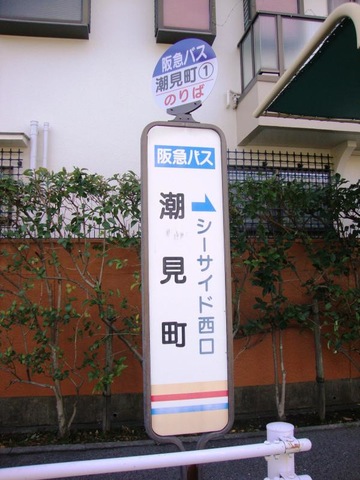 阪急バス
潮見町①
のりば
阪急バス
潮見町
シーサイド西口